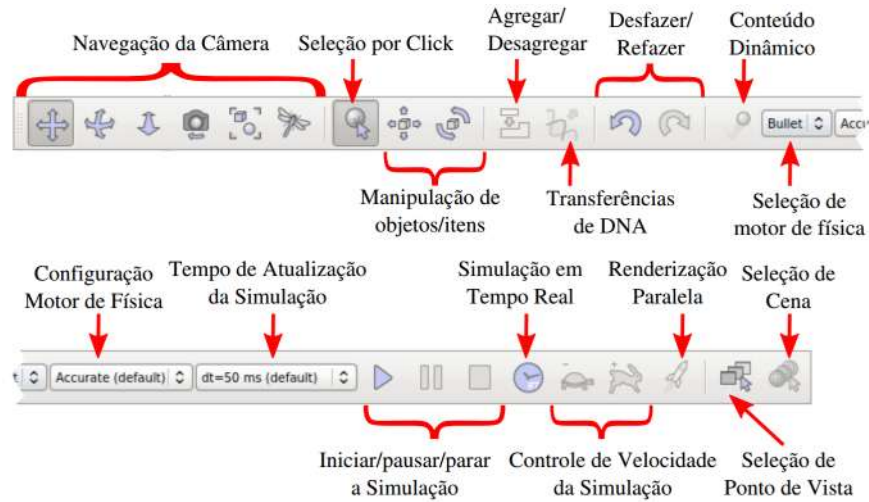 Navegação da Câmera
Seleção por Click
Agregar/
Desagregar
Desfazer/
Refazer
Conteúdo
Dinâmico
Bullet
Accu
Manipulação de
objetos/itens
Transferências
de DNA
Seleção de
motor de física
Configuração
Motor de Física
Tempo de Atualização
da Simulação
Simulação em
Tempo Real
Renderização
Paralela
Seleção de
Cena
t
Accurate (default)
dt=50 ms (default)
Iniciar/pausar/parar
a Simulação
Controle de Velocidade
da Simulação
Seleção de
Ponto de Vista